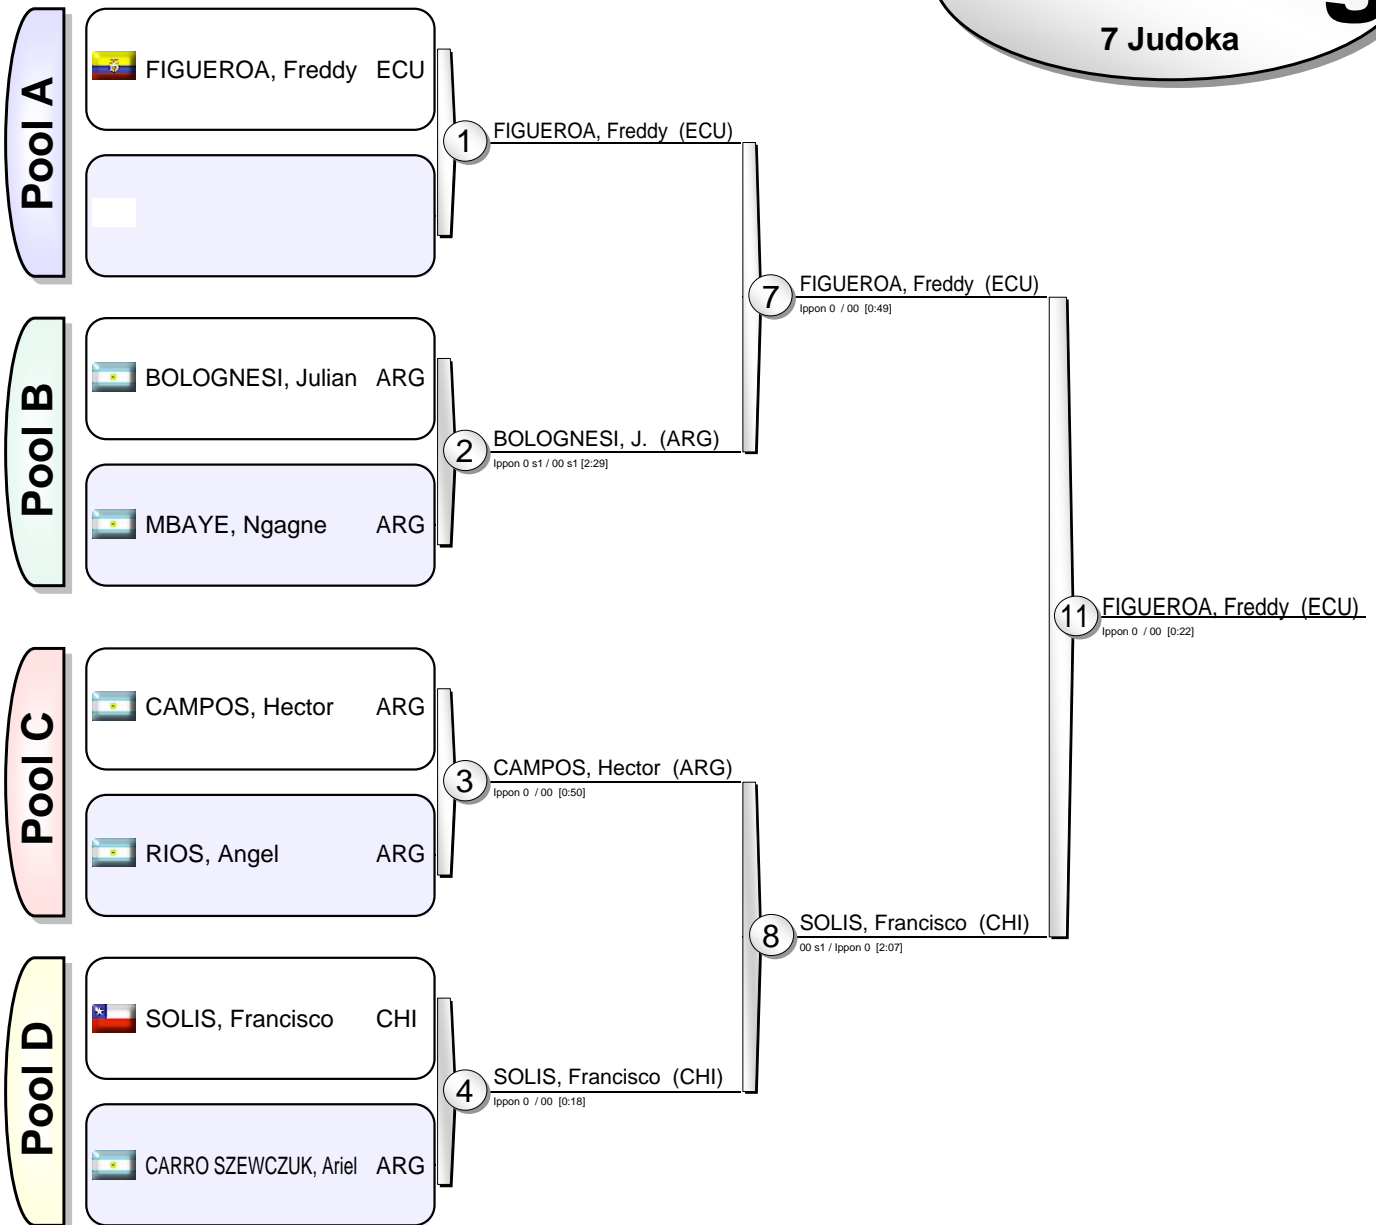 7 Judoka
Pool A
FIGUEROA, Freddy ECU
1 FIGUEROA, Freddy (ECU)
7 FIGUEROA, Freddy (ECU)
Ippon 0 / 00 [0:49]
Pool B
BOLOGNESI, Julian ARG
2 BOLOGNESI, J. (ARG)
Ippon 0 s1 / 00 s1 [2:29]
MBAYE, Ngagne ARG
11 FIGUEROA, Freddy (ECU)
Ippon 0 / 00 [0:22]
Pool C
CAMPOS, Hector ARG
3 CAMPOS, Hector (ARG)
Ippon 0 / 00 [0:50]
RIOS, Angel ARG
8 SOLIS, Francisco (CHI)
00 s1 / Ippon 0 [2:07]
Pool D
SOLIS, Francisco CHI
4 SOLIS, Francisco (CHI)
Ippon 0 / 00 [0:18]
CARRO SZEWCZUK, Ariel ARG